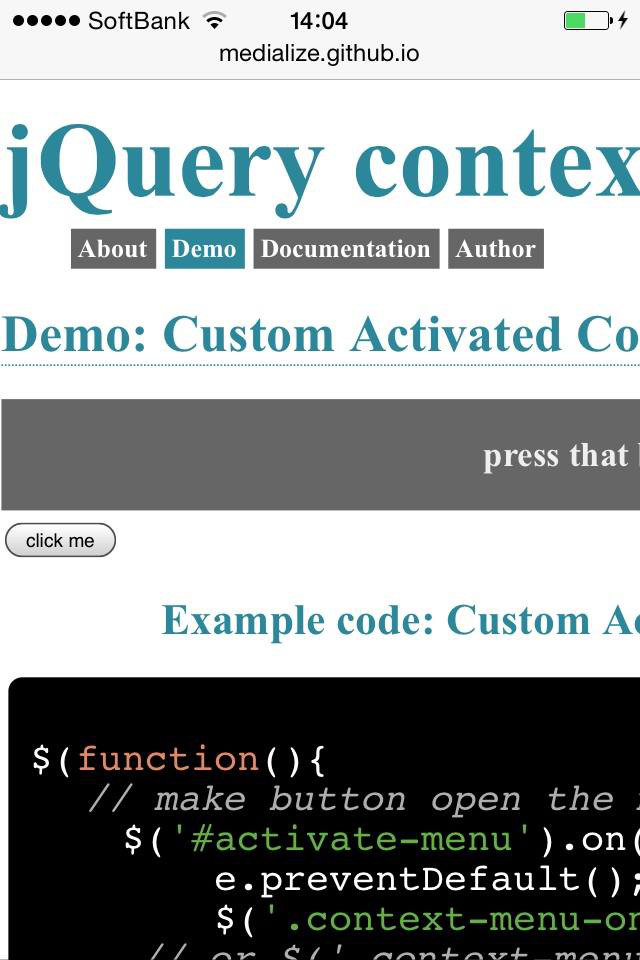 SoftBank 14:04
medialize.github.io
jQuery contex
About Demo Documentation Author
Demo: Custom Activated Co
press that
click me
Example code: Custom Ac
$(function(){
// make button open the
$('#activate-menu').on(
e.preventDefault();
$('.context-menu-on
// or $('.context-menu